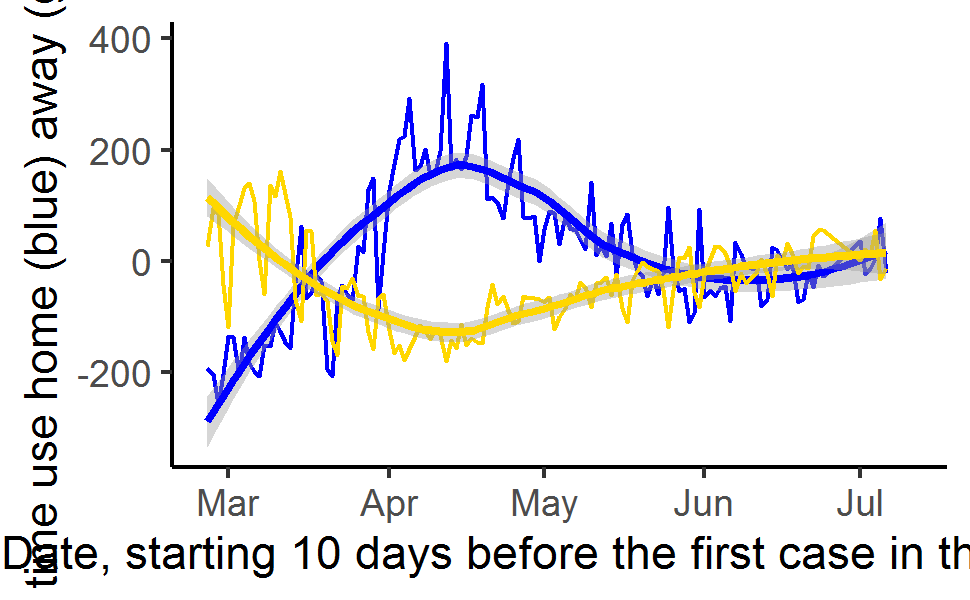 time use home (blue) away (
400
200
0
-200
Mar Apr May Jun Jul
Date, starting 10 days before the first case in th